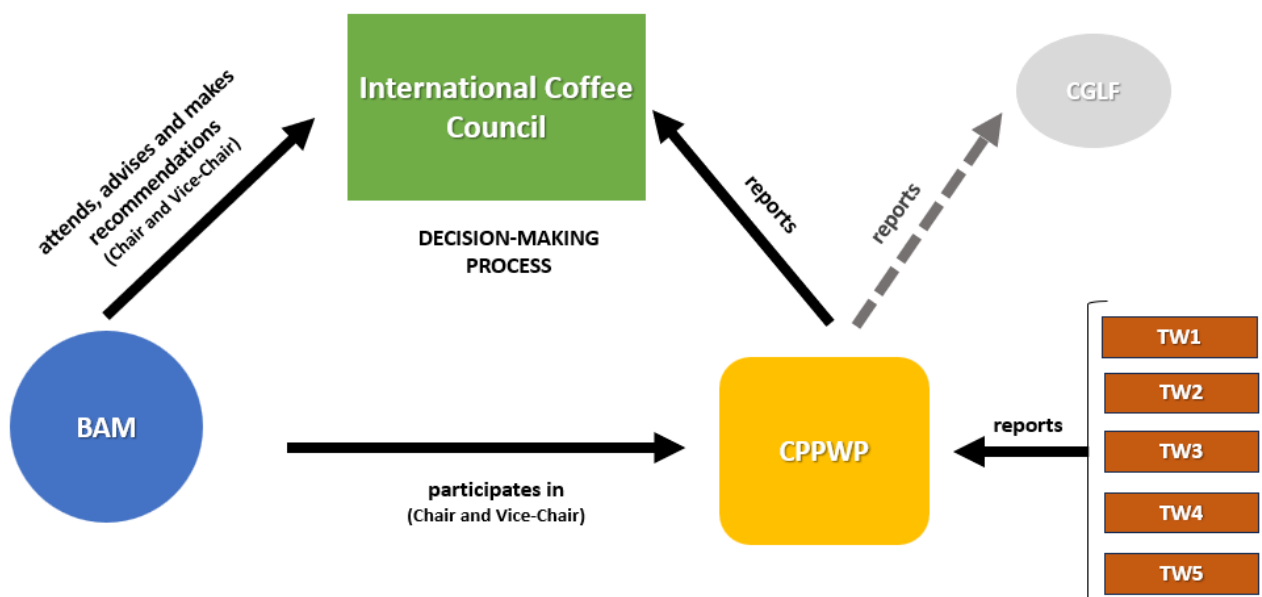 International Coffee
Council
CGLF
attends, advises and makes
recommendations
(Chair and Vice-Chair)
reports
reports
DECISION-MAKING
PROCESS
BAM
participates in
(Chair and Vice-Chair)
CPPWP
reports
TW1
TW2
TW3
TW4
TW5